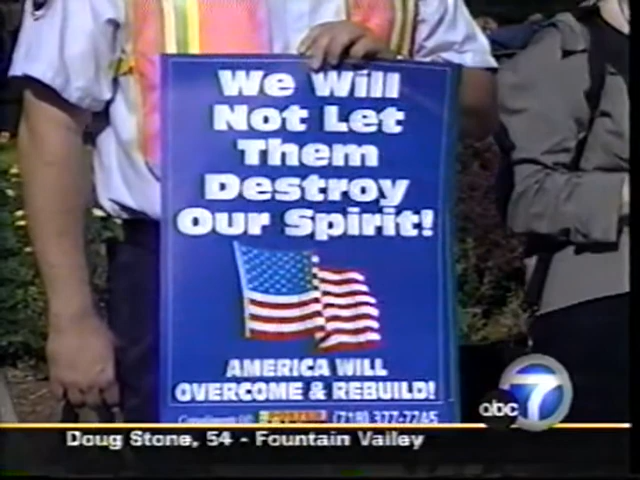 We Will
Not Let
Them
Destroy
Our Spirit!
AMERICA WILL
OVERCOME & REBUILD!
(718) 377-7745
abc 7
Doug Stone, 54 - Fountain Valley